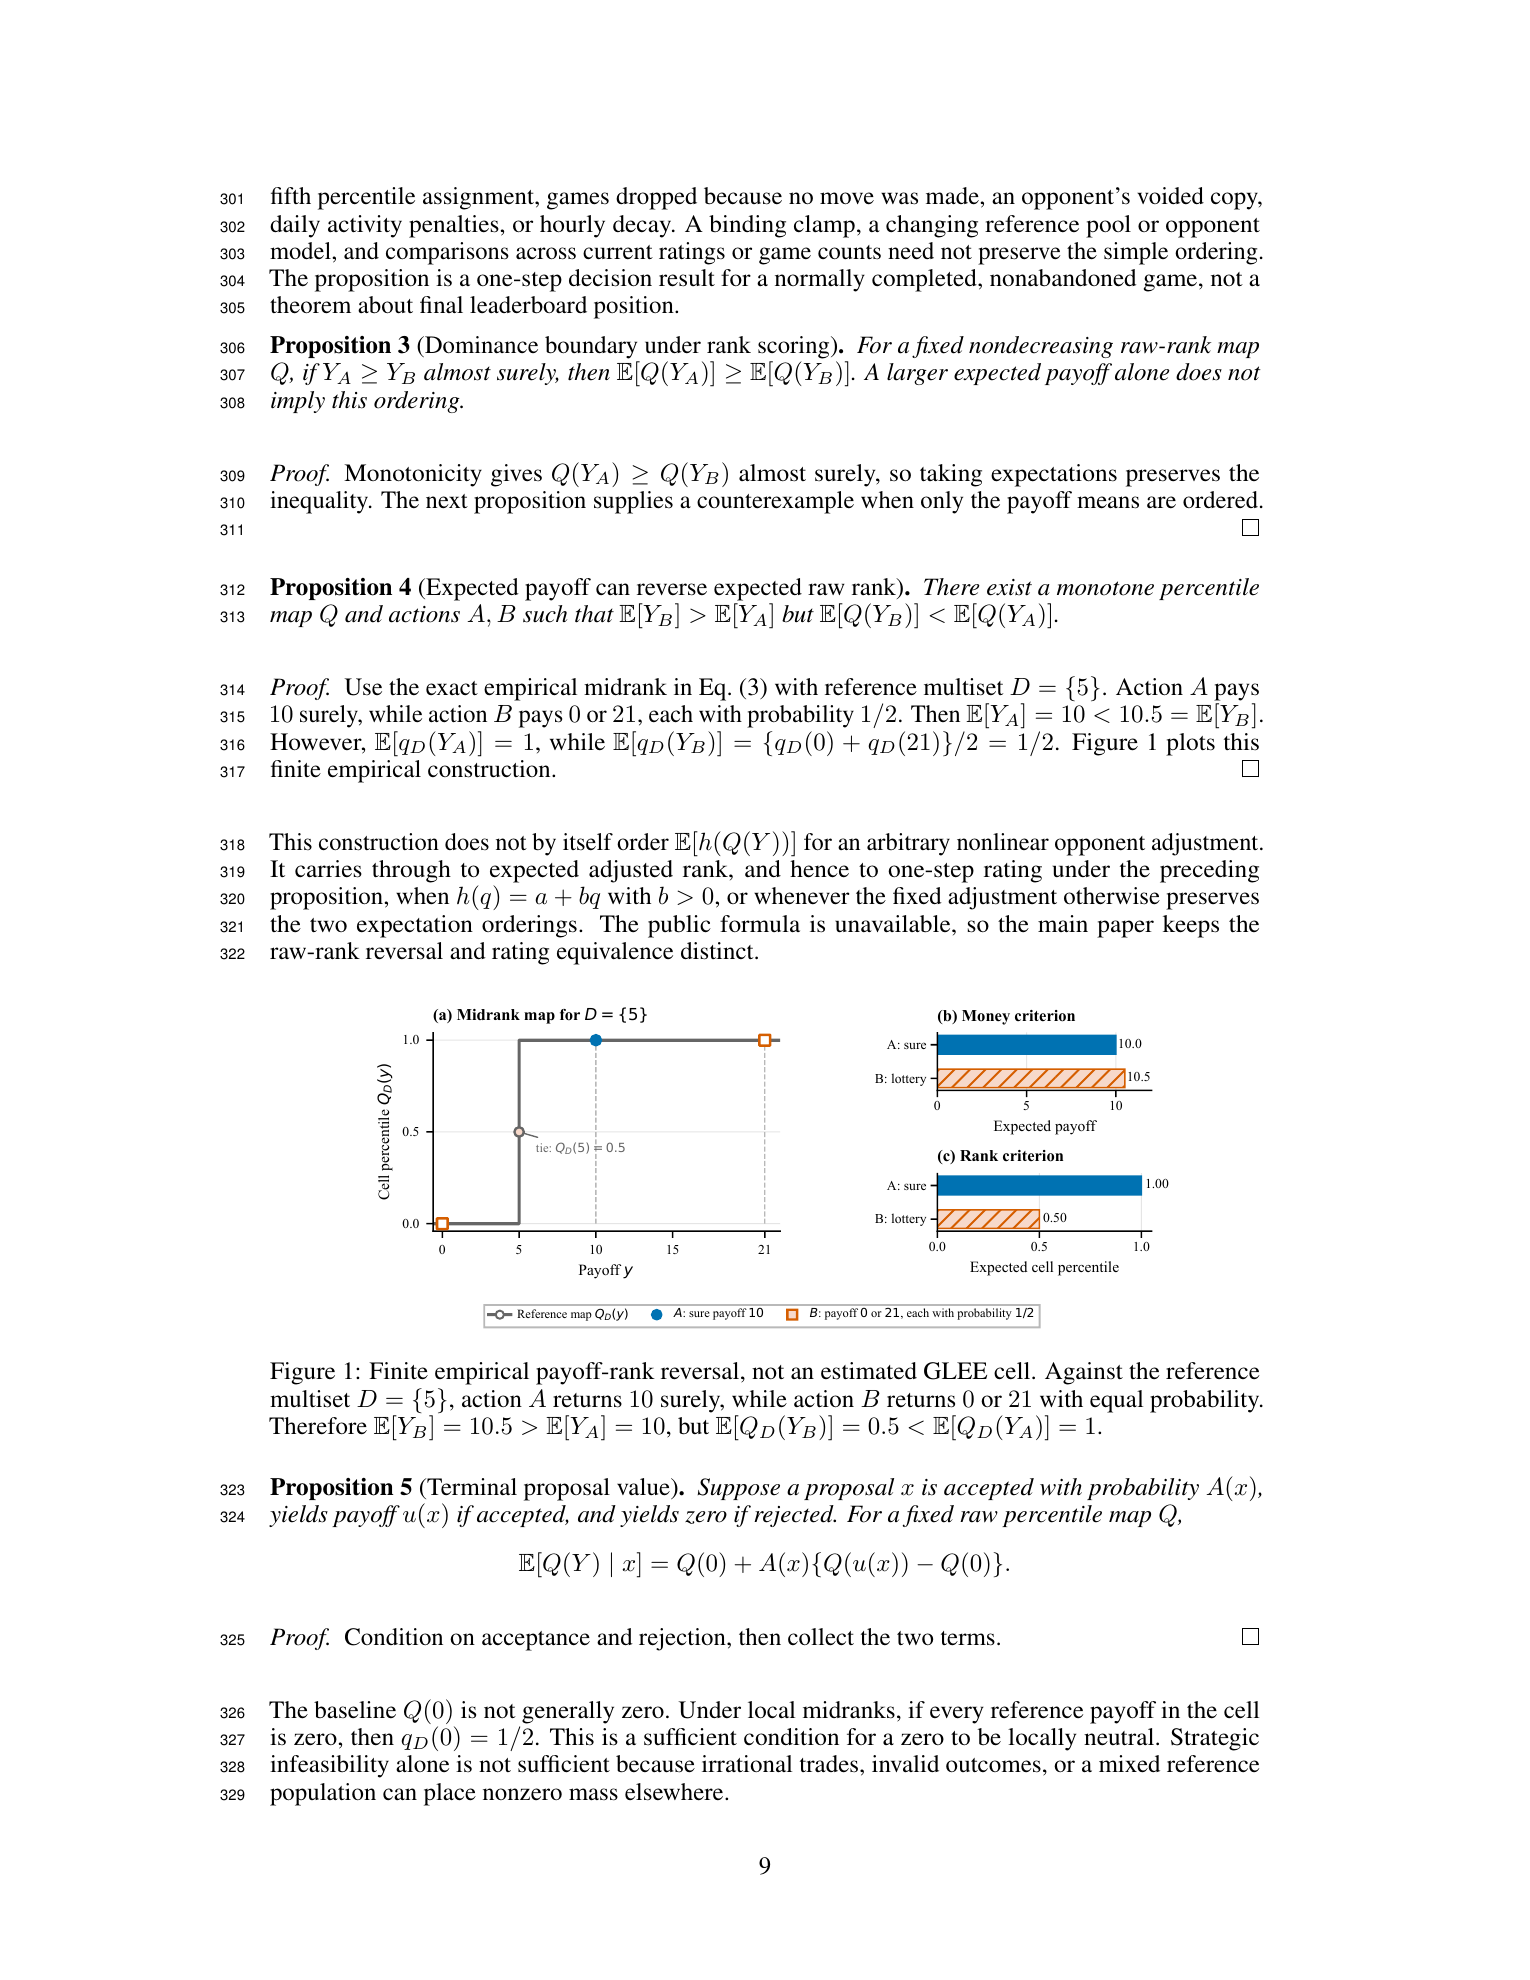 301 fifth percentile assignment, games dropped because no move was made, an opponent's voided copy,
302 daily activity penalties, or hourly decay. A binding clamp, a changing reference pool or opponent
303 model, and comparisons across current ratings or game counts need not preserve the simple ordering.
304 The proposition is a one-step decision result for a normally completed, nonabandoned game, not a
305 theorem about final leaderboard position.
306 Proposition 3 (Dominance boundary under rank scoring). For a fixed nondecreasing raw-rank map
307 Q, if Y_A ≥ Y_B almost surely, then 𝔼[Q(Y_A)] ≥ 𝔼[Q(Y_B)]. A larger expected payoff alone does not
308 imply this ordering.
309 Proof. Monotonicity gives Q(Y_A) ≥ Q(Y_B) almost surely, so taking expectations preserves the
310 inequality. The next proposition supplies a counterexample when only the payoff means are ordered.
311 □
312 Proposition 4 (Expected payoff can reverse expected raw rank). There exist a monotone percentile
313 map Q and actions A, B such that 𝔼[Y_B] > 𝔼[Y_A] but 𝔼[Q(Y_B)] < 𝔼[Q(Y_A)].
314 Proof. Use the exact empirical midrank in Eq. (3) with reference multiset D = {5}. Action A pays
315 10 surely, while action B pays 0 or 21, each with probability 1/2. Then 𝔼[Y_A] = 10 < 10.5 = 𝔼[Y_B].
316 However, 𝔼[q_D(Y_A)] = 1, while 𝔼[q_D(Y_B)] = {q_D(0) + q_D(21)}/2 = 1/2. Figure 1 plots this
317 finite empirical construction. □
318 This construction does not by itself order 𝔼[h(Q(Y))] for an arbitrary nonlinear opponent adjustment.
319 It carries through to expected adjusted rank, and hence to one-step rating under the preceding
320 proposition, when h(q) = a + bq with b > 0, or whenever the fixed adjustment otherwise preserves
321 the two expectation orderings. The public formula is unavailable, so the main paper keeps the
322 raw-rank reversal and rating equivalence distinct.
(a) Midrank map for D = {5}
Cell percentile Q_D(y)
1.0
0.5
0.0
tie: Q_D(5) = 0.5
0 5 10 15 21
Payoff y
(b) Money criterion
A: sure 10.0
B: lottery 10.5
0 5 10
Expected payoff
(c) Rank criterion
A: sure 1.00
B: lottery 0.50
0.0 0.5 1.0
Expected cell percentile
Reference map Q_D(y) A: sure payoff 10 B: payoff 0 or 21, each with probability 1/2
Figure 1: Finite empirical payoff-rank reversal, not an estimated GLEE cell. Against the reference
multiset D = {5}, action A returns 10 surely, while action B returns 0 or 21 with equal probability.
Therefore 𝔼[Y_B] = 10.5 > 𝔼[Y_A] = 10, but 𝔼[Q_D(Y_B)] = 0.5 < 𝔼[Q_D(Y_A)] = 1.
323 Proposition 5 (Terminal proposal value). Suppose a proposal x is accepted with probability A(x),
324 yields payoff u(x) if accepted, and yields zero if rejected. For a fixed raw percentile map Q,
𝔼[Q(Y) | x] = Q(0) + A(x){Q(u(x)) − Q(0)}.
325 Proof. Condition on acceptance and rejection, then collect the two terms. □
326 The baseline Q(0) is not generally zero. Under local midranks, if every reference payoff in the cell
327 is zero, then q_D(0) = 1/2. This is a sufficient condition for a zero to be locally neutral. Strategic
328 infeasibility alone is not sufficient because irrational trades, invalid outcomes, or a mixed reference
329 population can place nonzero mass elsewhere.
9